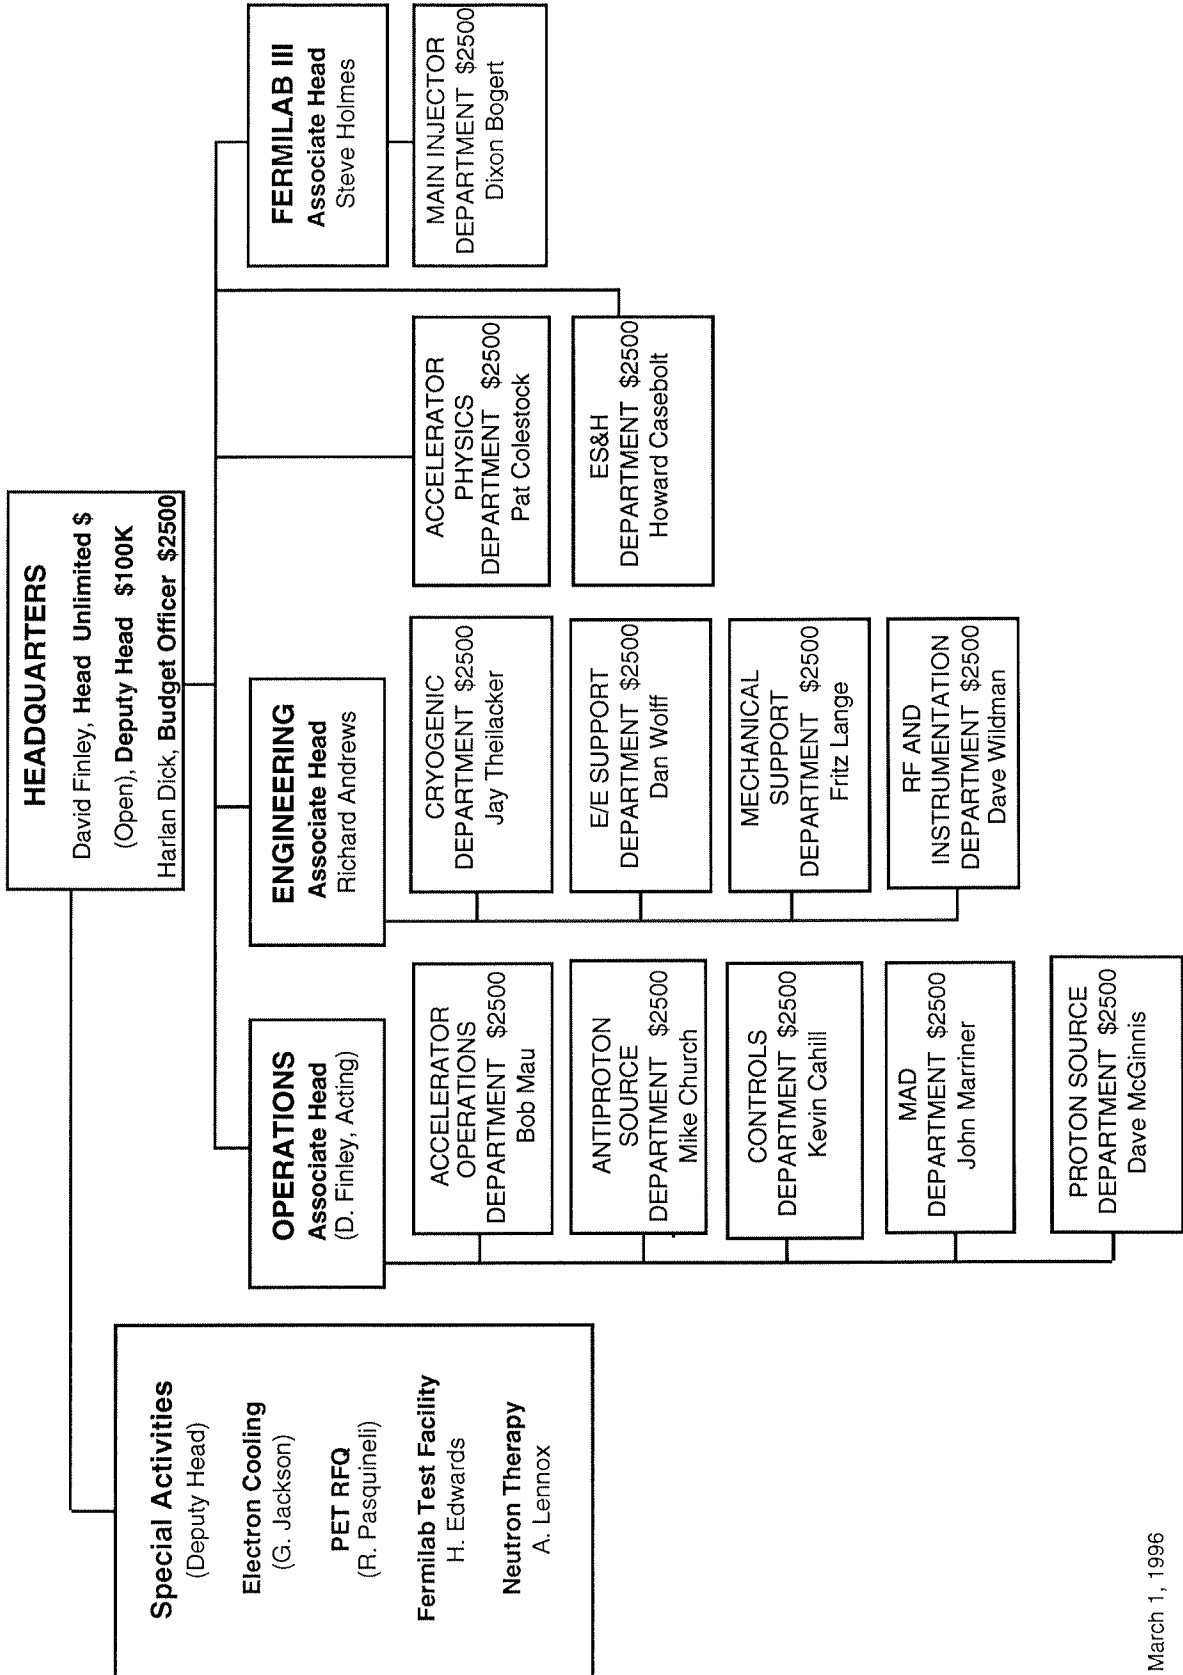 HEADQUARTERS
David Finley, Head Unlimited $
(Open), Deputy Head $100K
Harlan Dick, Budget Officer $2500
Special Activities
(Deputy Head)
Electron Cooling
(G. Jackson)
PET RFQ
(R. Pasquineli)
Fermilab Test Facility
H. Edwards
Neutron Therapy
A. Lennox
OPERATIONS
Associate Head
(D. Finley, Acting)
ACCELERATOR
OPERATIONS
DEPARTMENT $2500
Bob Mau
ANTIPROTON
SOURCE
DEPARTMENT $2500
Mike Church
CONTROLS
DEPARTMENT $2500
Kevin Cahill
MAD
DEPARTMENT $2500
John Marriner
PROTON SOURCE
DEPARTMENT $2500
Dave McGinnis
ENGINEERING
Associate Head
Richard Andrews
CRYOGENIC
DEPARTMENT $2500
Jay Theilacker
E/E SUPPORT
DEPARTMENT $2500
Dan Wolff
MECHANICAL
SUPPORT
DEPARTMENT $2500
Fritz Lange
RF AND
INSTRUMENTATION
DEPARTMENT $2500
Dave Wildman
ACCELERATOR
PHYSICS
DEPARTMENT $2500
Pat Colestock
ES&H
DEPARTMENT $2500
Howard Casebolt
FERMILAB III
Associate Head
Steve Holmes
MAIN INJECTOR
DEPARTMENT $2500
Dixon Bogert
March 1, 1996